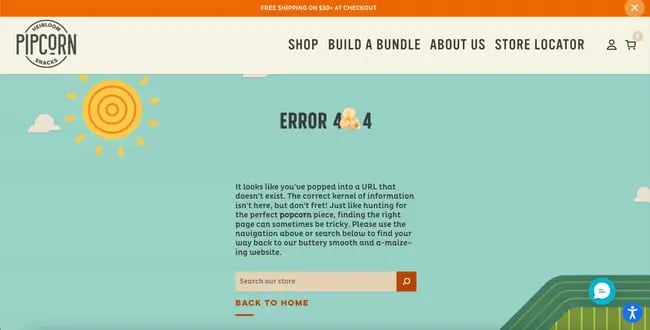 FREE SHIPPING ON $30+ AT CHECKOUT
HEIRLOOM
PIPCORN
SNACKS
SHOP BUILD A BUNDLE ABOUT US STORE LOCATOR
ERROR 4 4
It looks like you've popped into a URL that
doesn't exist. The correct kernel of information
isn't here, but don't fret! Just like hunting for
the perfect popcorn piece, finding the right
page can sometimes be tricky. Please use the
navigation above or search below to find your
way back to our buttery smooth and a-maize-
ing website.
Search our store
BACK TO HOME